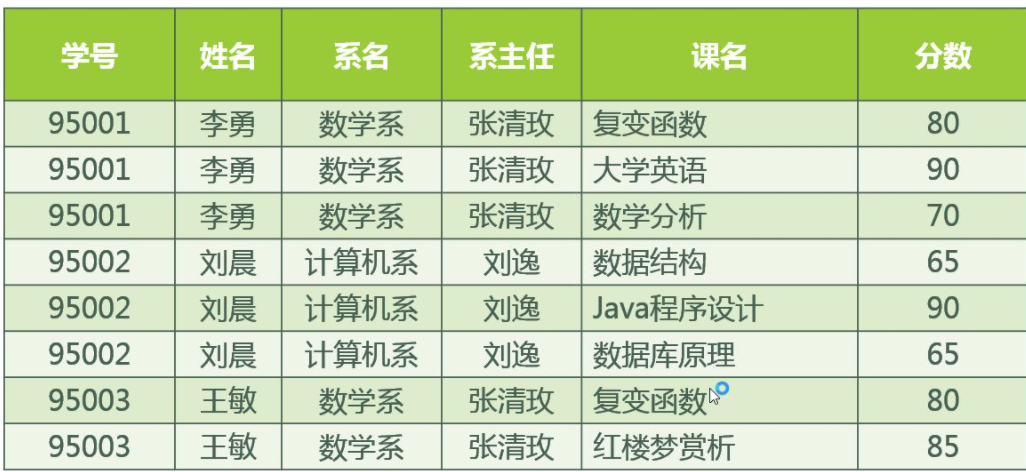 学号 姓名 系名 系主任 课名 分数
95001 李勇 数学系 张清玫 复变函数 80
95001 李勇 数学系 张清玫 大学英语 90
95001 李勇 数学系 张清玫 数学分析 70
95002 刘晨 计算机系 刘逸 数据结构 65
95002 刘晨 计算机系 刘逸 Java程序设计 90
95002 刘晨 计算机系 刘逸 数据库原理 65
95003 王敏 数学系 张清玫 复变函数 80
95003 王敏 数学系 张清玫 红楼梦赏析 85